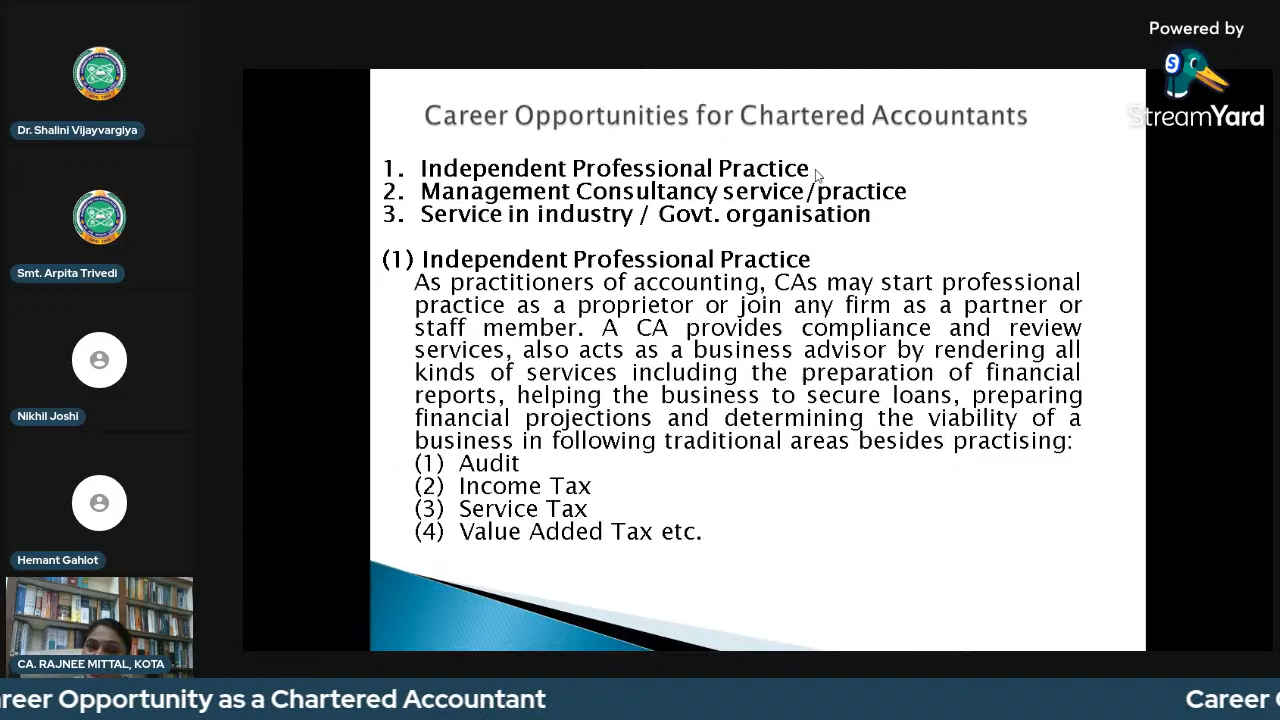 Powered by
StreamYard
Dr. Shalini Vijayvargiya
Smt. Arpita Trivedi
Nikhil Joshi
Hemant Gahlot
CA. RAJNEE MITTAL, KOTA
Career Opportunities for Chartered Accountants
1. Independent Professional Practice
2. Management Consultancy service/practice
3. Service in industry / Govt. organisation
(1) Independent Professional Practice
As practitioners of accounting, CAs may start professional
practice as a proprietor or join any firm as a partner or
staff member. A CA provides compliance and review
services, also acts as a business advisor by rendering all
kinds of services including the preparation of financial
reports, helping the business to secure loans, preparing
financial projections and determining the viability of a
business in following traditional areas besides practising:
(1) Audit
(2) Income Tax
(3) Service Tax
(4) Value Added Tax etc.
reer Opportunity as a Chartered Accountant
Career